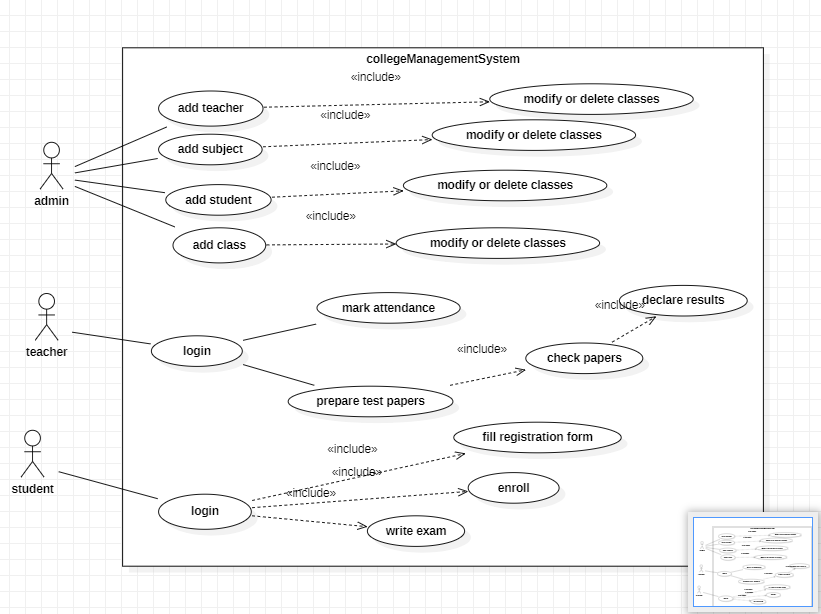 collegeManagementSystem
«include»
add teacher
modify or delete classes
«include»
add subject
modify or delete classes
«include»
admin
add student
modify or delete classes
«include»
add class
modify or delete classes
teacher
login
mark attendance
«include»
declare results
«include»
check papers
prepare test papers
student
login
«include»
fill registration form
«include»
«include»
enroll
write exam